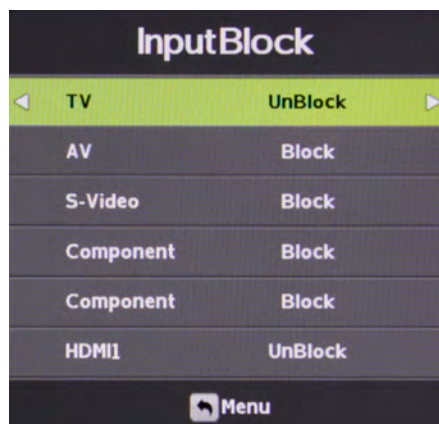 InputBlock
TV UnBlock
AV Block
S-Video Block
Component Block
Component Block
HDMI1 UnBlock
Menu